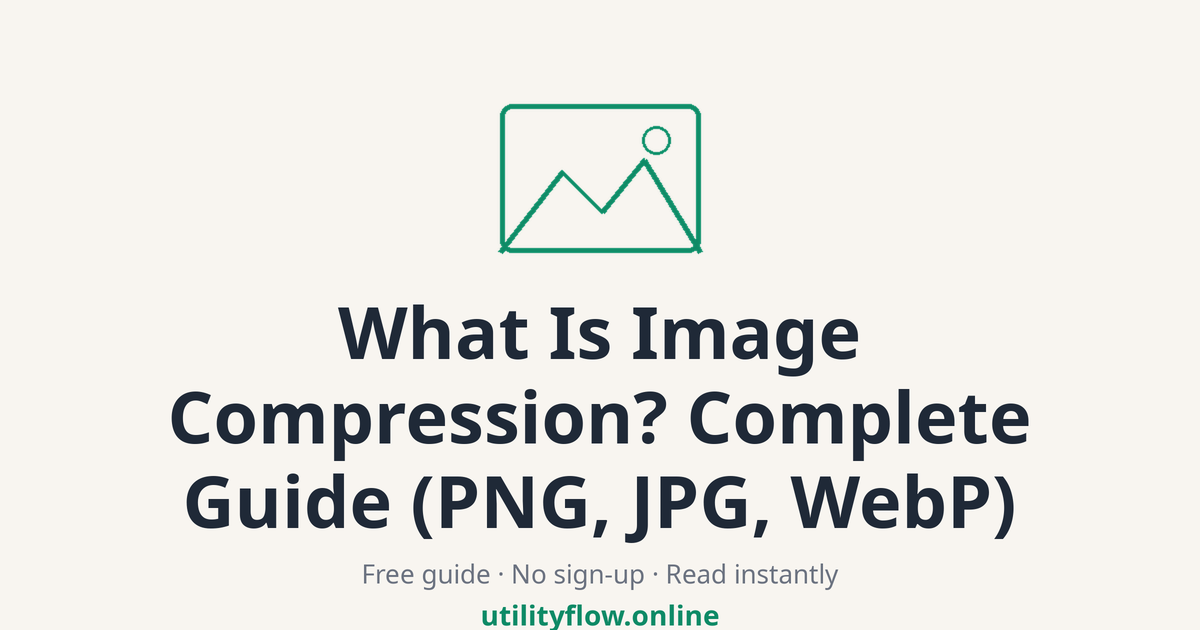 What Is Image
Compression? Complete
Guide (PNG, JPG, WebP)
Free guide · No sign-up · Read instantly
utilityflow.online